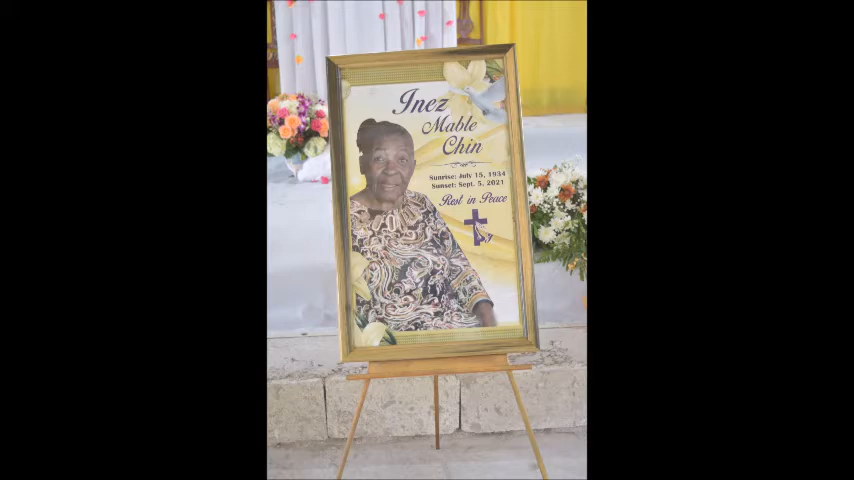 Inez
Mable
Chin
Sunrise: July 15, 1934
Sunset: Sept. 5, 2021
Rest in Peace